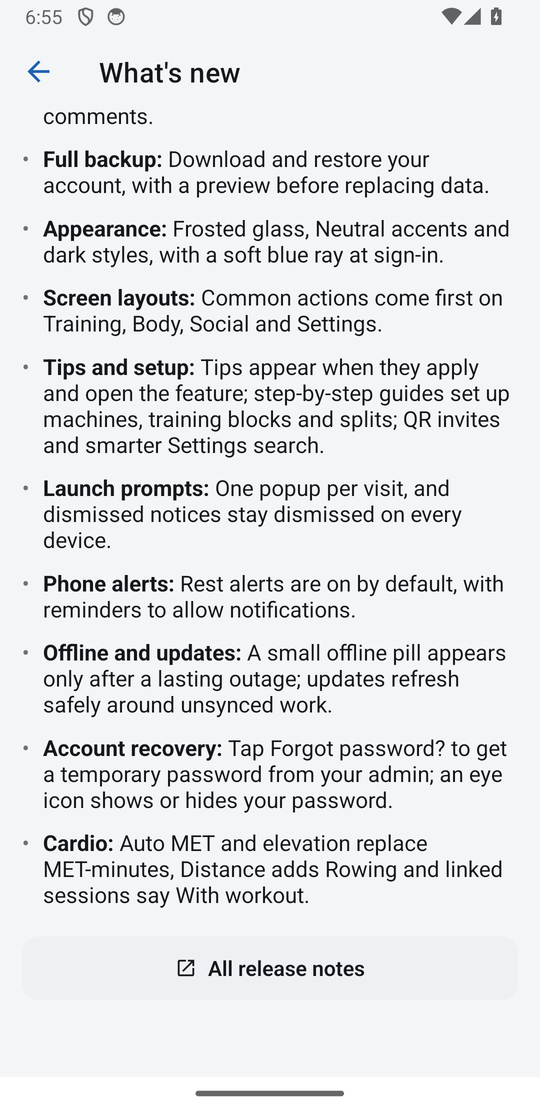 6:55
What's new
comments.
• Full backup: Download and restore your
account, with a preview before replacing data.
• Appearance: Frosted glass, Neutral accents and
dark styles, with a soft blue ray at sign-in.
• Screen layouts: Common actions come first on
Training, Body, Social and Settings.
• Tips and setup: Tips appear when they apply
and open the feature; step-by-step guides set up
machines, training blocks and splits; QR invites
and smarter Settings search.
• Launch prompts: One popup per visit, and
dismissed notices stay dismissed on every
device.
• Phone alerts: Rest alerts are on by default, with
reminders to allow notifications.
• Offline and updates: A small offline pill appears
only after a lasting outage; updates refresh
safely around unsynced work.
• Account recovery: Tap Forgot password? to get
a temporary password from your admin; an eye
icon shows or hides your password.
• Cardio: Auto MET and elevation replace
MET-minutes, Distance adds Rowing and linked
sessions say With workout.
All release notes